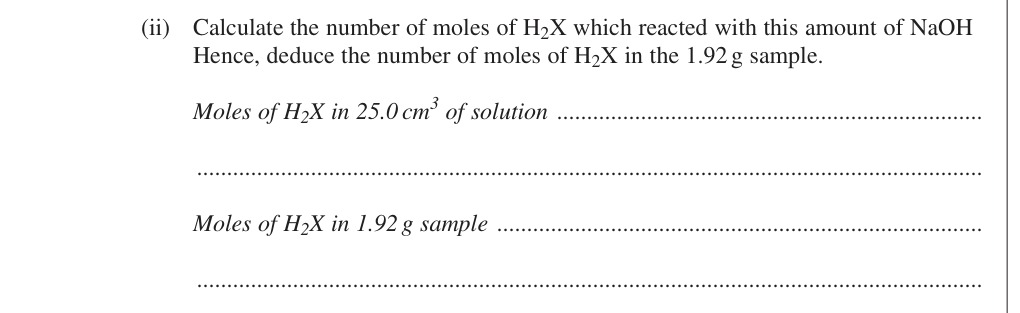 (ii) Calculate the number of moles of H₂X which reacted with this amount of NaOH
Hence, deduce the number of moles of H₂X in the 1.92 g sample.
Moles of H₂X in 25.0 cm³ of solution ......................................................................
..................................................................................................................................
Moles of H₂X in 1.92 g sample ................................................................................
..................................................................................................................................